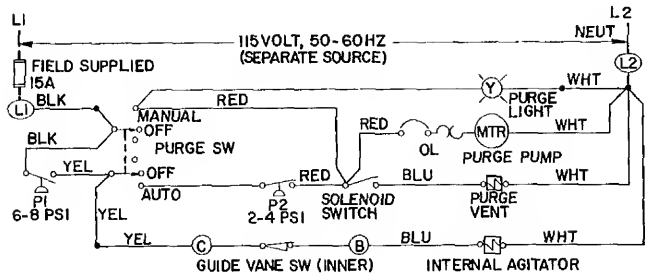 L1
L2
115 VOLT, 50-60HZ
NEUT
(SEPARATE SOURCE)
FIELD SUPPLIED
15A
L2
L1
BLK
MANUAL
RED
Y
WHT
PURGE
LIGHT
BLK
OFF
PURGE SW
RED
OL
MTR
WHT
PURGE PUMP
YEL
OFF
AUTO
P1
6-8 PSI
P2
2-4 PSI
RED
SOLENOID
SWITCH
BLU
PURGE
VENT
WHT
YEL
YEL
C
GUIDE VANE SW (INNER)
B
BLU
INTERNAL AGITATOR
WHT